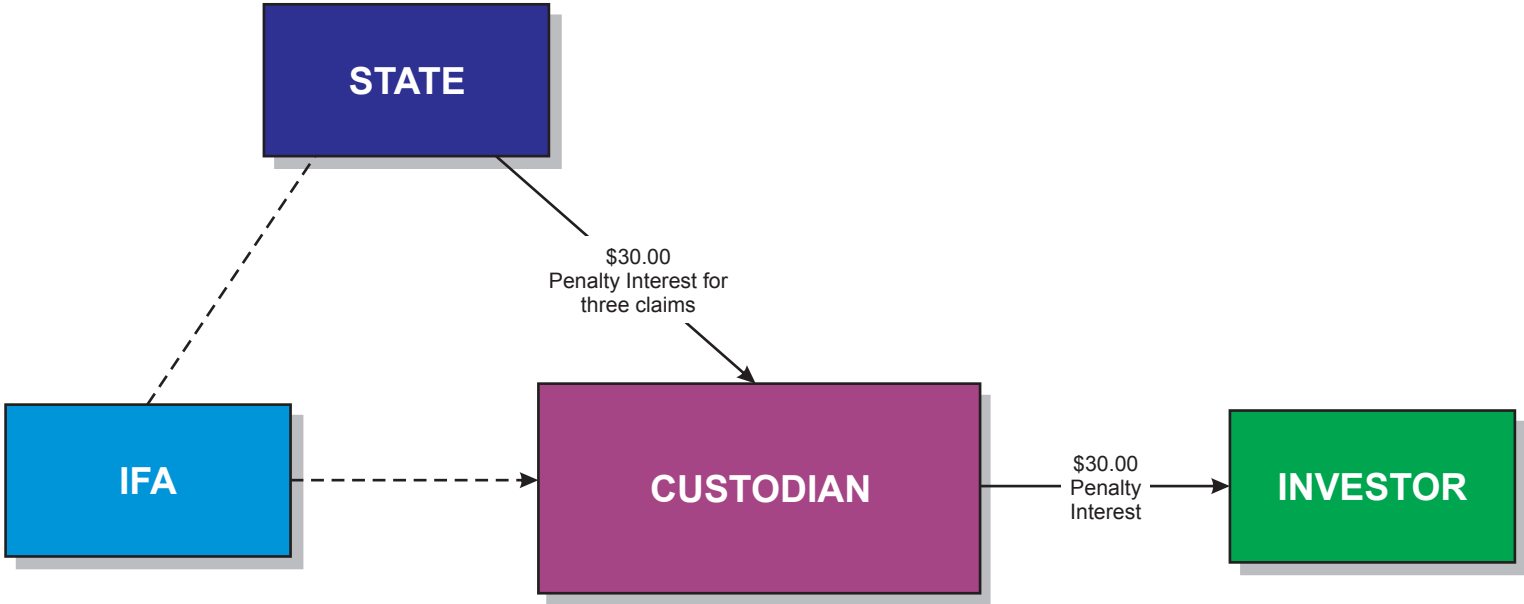 STATE
$30.00
Penalty Interest for
three claims
IFA
CUSTODIAN
$30.00
Penalty
Interest
INVESTOR